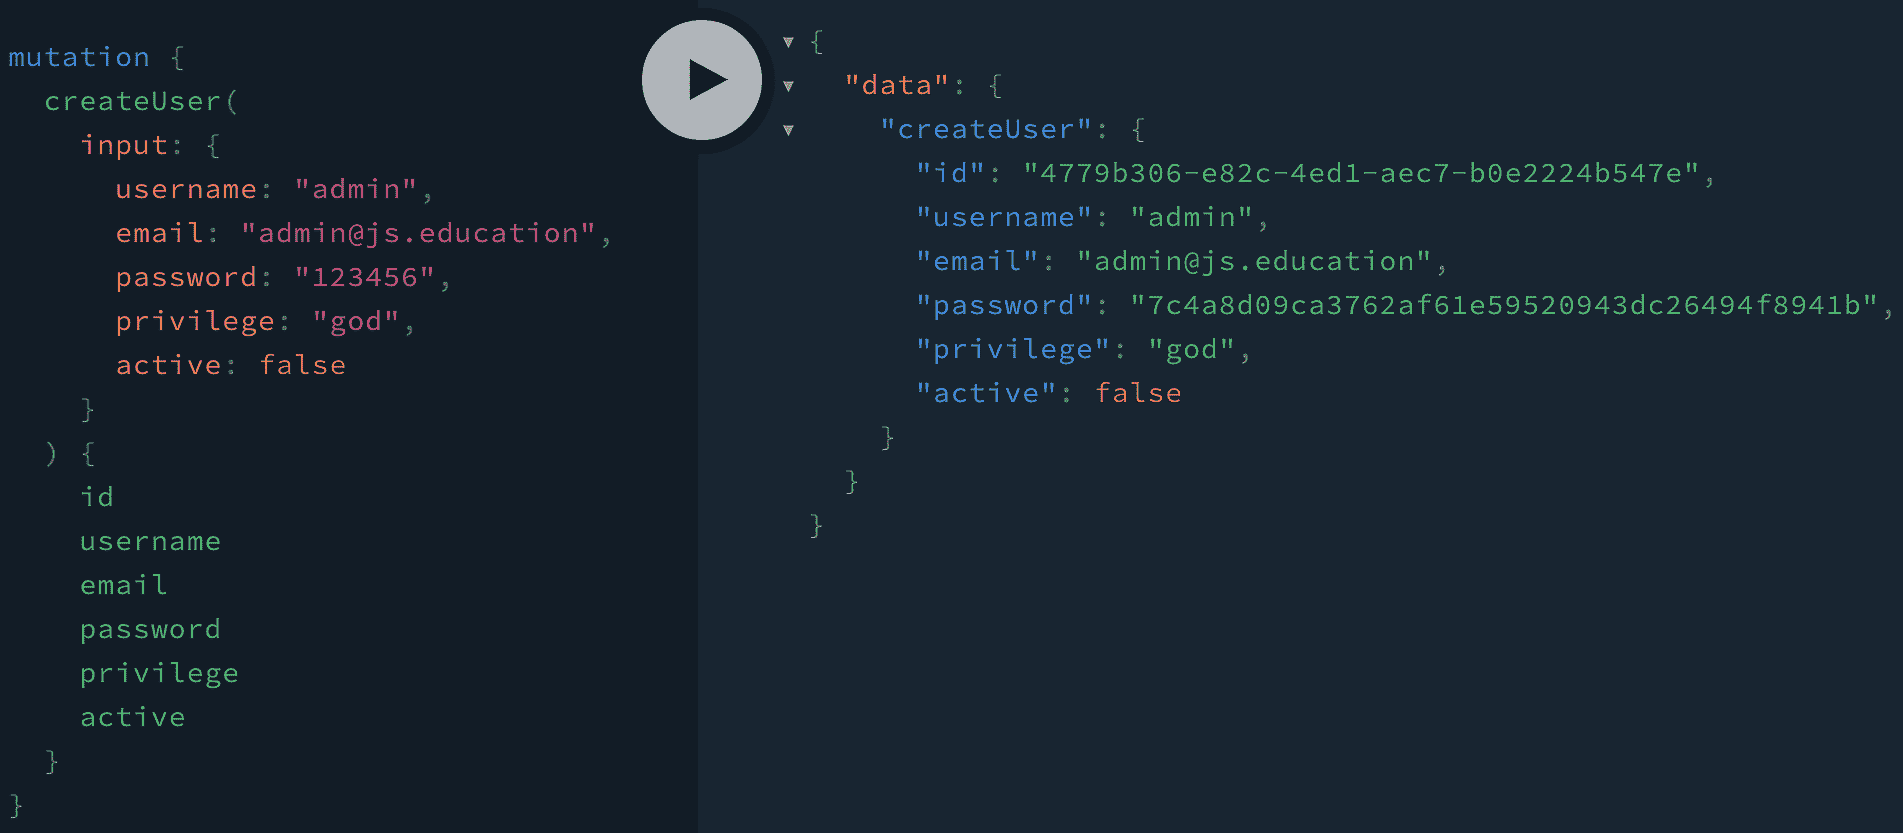 mutation {
createUser(
input: {
username: "admin",
email: "admin@js.education",
password: "123456",
privilege: "god",
active: false
}
) {
id
username
email
password
privilege
active
}
}
{
"data": {
"createUser": {
"id": "4779b306-e82c-4ed1-aec7-b0e2224b547e",
"username": "admin",
"email": "admin@js.education",
"password": "7c4a8d09ca3762af61e59520943dc26494f8941b",
"privilege": "god",
"active": false
}
}
}